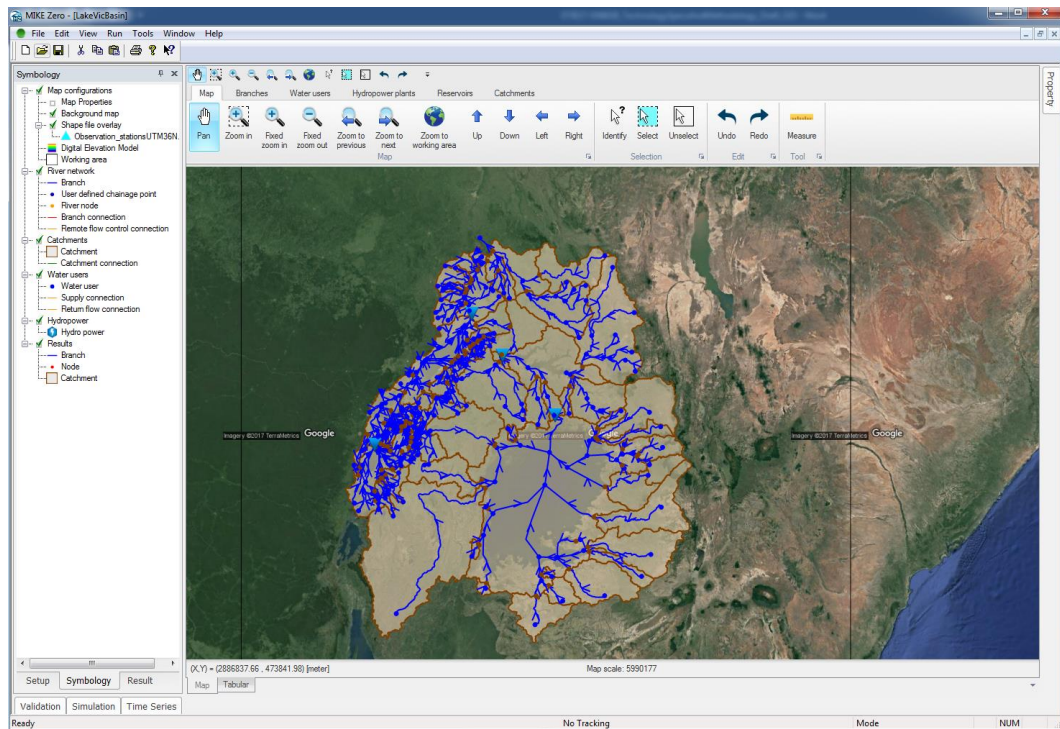 MIKE Zero - [LakeVicBasin]
File Edit View Run Tools Window Help
Symbology
Map configurations
Map Properties
Background map
Shape file overlay
Observation_stationsUTM36N.
Digital Elevation Model
Working area
River network
Branch
User defined chainage point
River node
Branch connection
Remote flow control connection
Catchments
Catchment
Catchment connection
Water users
Water user
Supply connection
Return flow connection
Hydropower
Hydro power
Results
Branch
Node
Catchment
Setup Symbology Result
Validation Simulation Time Series
Map Branches Water users Hydropower plants Reservoirs Catchments
Pan Zoom in Fixed zoom in Fixed zoom out Zoom to previous Zoom to next Zoom to working area Up Down Left Right Identify Select Unselect Undo Redo Measure
Map Selection Edit Tool
Property
Imagery ©2017 TerraMetrics Google
Imagery ©2017 TerraMetrics Google
Imagery ©2017 TerraMetrics Google
(X,Y) = (2886837.66 , 473841.98) [meter] Map scale: 5990177
Map Tabular
Ready No Tracking Mode NUM